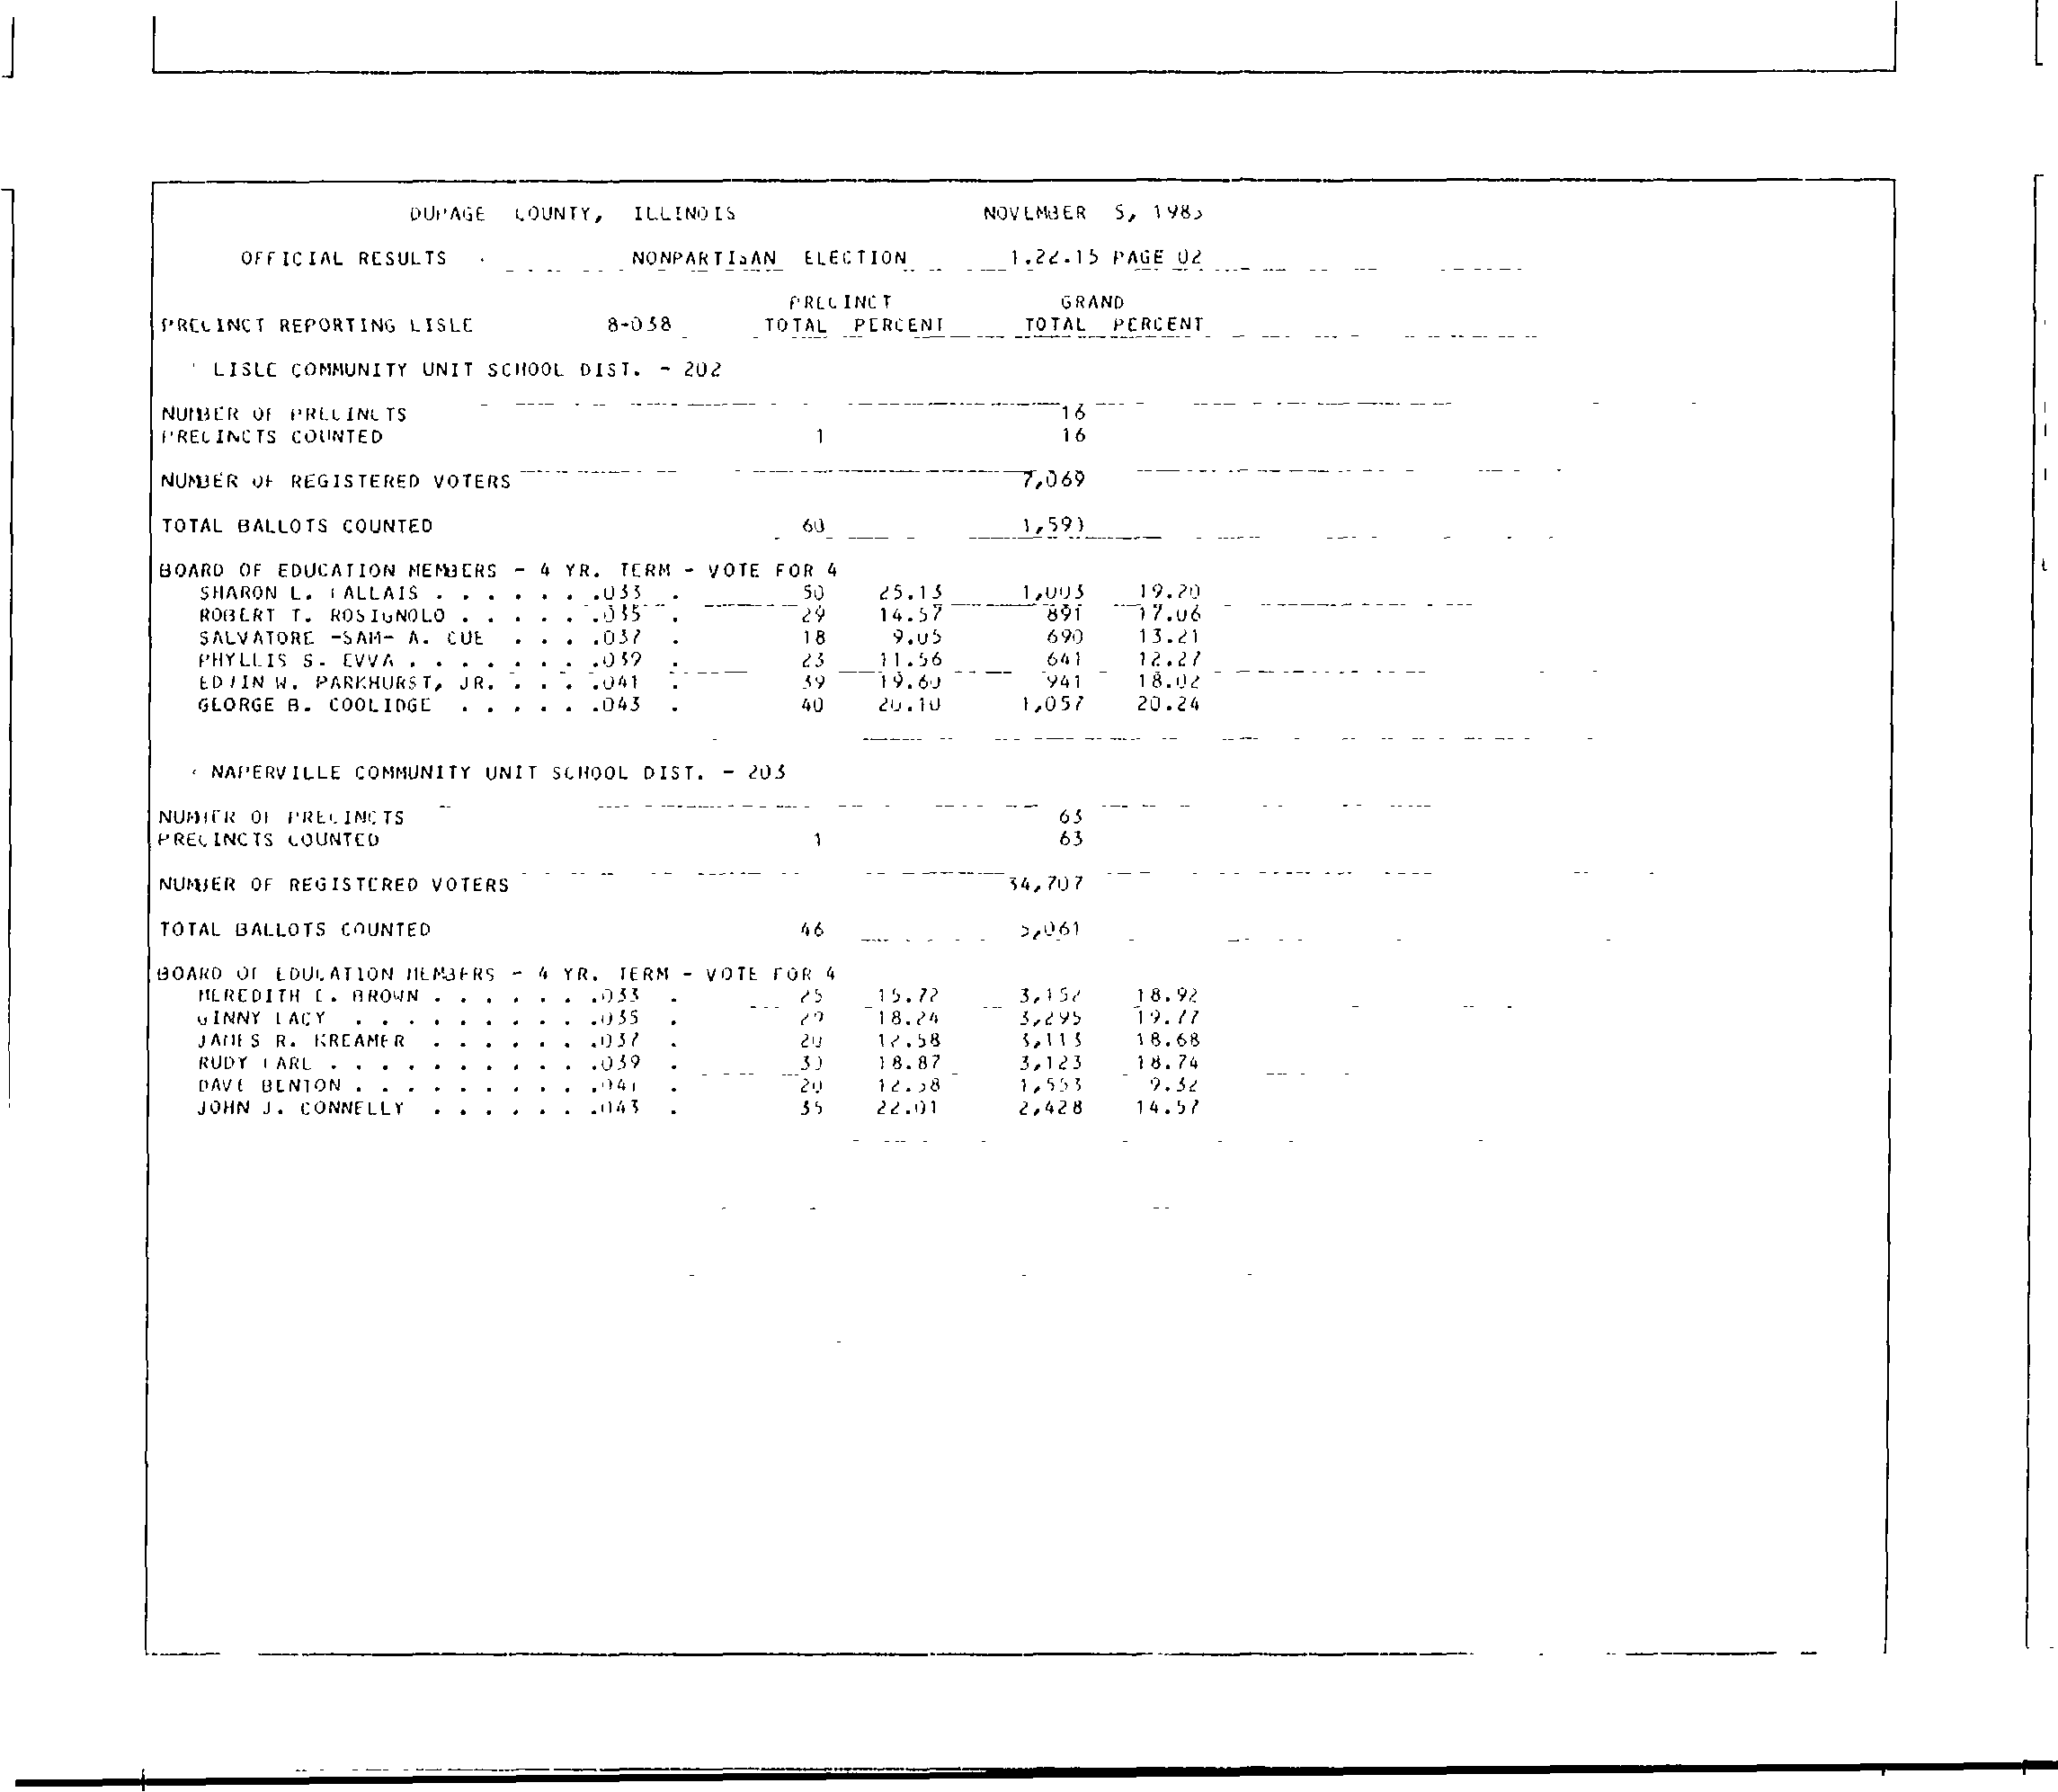 DUPAGE COUNTY, ILLINOIS NOVEMBER 5, 1985
OFFICIAL RESULTS NONPARTISAN ELECTION 1.22.15 PAGE 02
PRECINCT GRAND
PRECINCT REPORTING LISLE 8-038 TOTAL PERCENT TOTAL PERCENT
LISLE COMMUNITY UNIT SCHOOL DIST. - 202
NUMBER OF PRECINCTS 16
PRECINCTS COUNTED 1 16
NUMBER OF REGISTERED VOTERS 7,069
TOTAL BALLOTS COUNTED 60
BOARD OF EDUCATION MEMBERS - 4 YR. TERM - VOTE FOR 4
SHARON L. . . . . . . .033 . 50 25.13 1,003 19.20
ROBERT T. ROSIGNOLO . . . . . .035 . 29 14.57 891 17.06
SALVATORE -SAM- A. CUE . . . .037 . 18 9.05 690 13.21
PHYLLIS S. EVVA . . . . . . . .039 . 23 11.56 641 12.27
EDWIN W. PARKHURST, JR. . . . .041 . 39 19.60 941 18.02
GEORGE B. COOLIDGE . . . . . .043 . 40 20.10 1,057 20.24
NAPERVILLE COMMUNITY UNIT SCHOOL DIST. - 203
NUMBER OF PRECINCTS 63
PRECINCTS COUNTED 1 63
NUMBER OF REGISTERED VOTERS 34,707
TOTAL BALLOTS COUNTED 46 5,061
BOARD OF EDUCATION MEMBERS - 4 YR. TERM - VOTE FOR 4
MEREDITH BROWN . . . . . . .033 . 25 15.72 3,152 18.92
GINNY LACY . . . . . . . . . .035 . 29 18.24 3,295 19.77
JAMES R. KREAMER . . . . . . .037 . 20 12.58 3,113 18.68
RUDY . . . . . . . . . . .039 . 30 18.87 3,123 18.74
DAVE BENTON . . . . . . . . . .041 . 20 12.58 1,553 9.32
JOHN J. CONNELLY . . . . . . .043 . 35 22.01 2,428 14.57